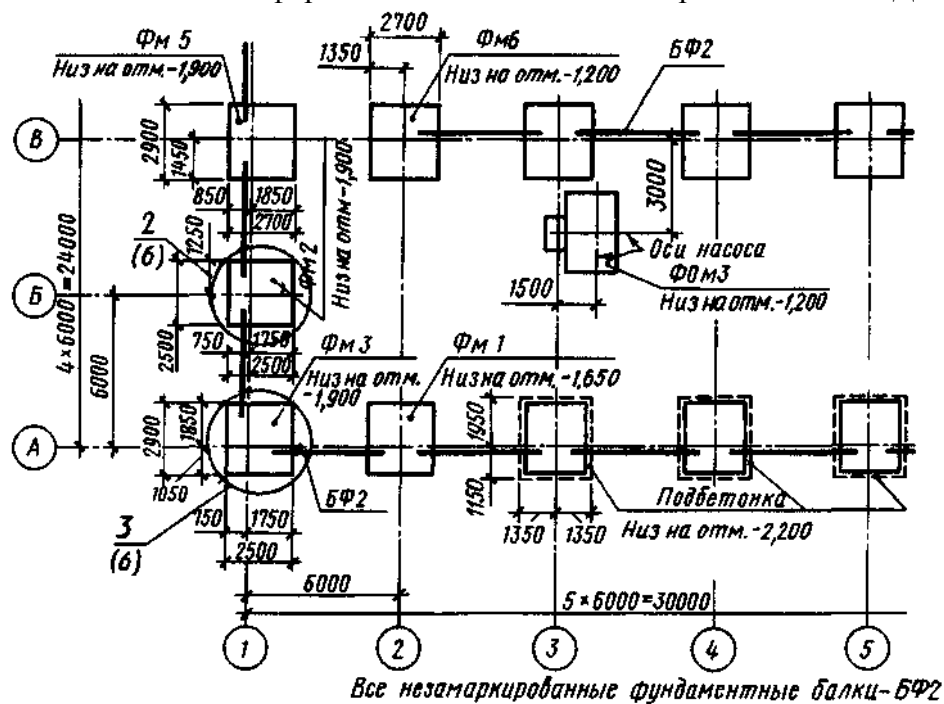 Фм 5
Низ на отм.-1,900
2700
1350
Фм6
Низ на отм.-1,200
БФ2
В
2900
1450
850
1850
2700
Низ на отм.-1,900
Фм 2
3000
2
(6)
1250
Оси насоса
ФОм3
Низ на отм.-1,200
1500
Б
4×6000=24000
6000
2500
750
1750
2500
Фм 3
Низ на отм.
-1,900
Фм 1
Низ на отм.-1,650
А
2900
1850
1050
1950
1150
БФ2
Подбетонка
Низ на отм.-2,200
3
(6)
150
1750
2500
1350
1350
6000
5×6000=30000
1
2
3
4
5
Все незамаркированные фундаментные балки-БФ2